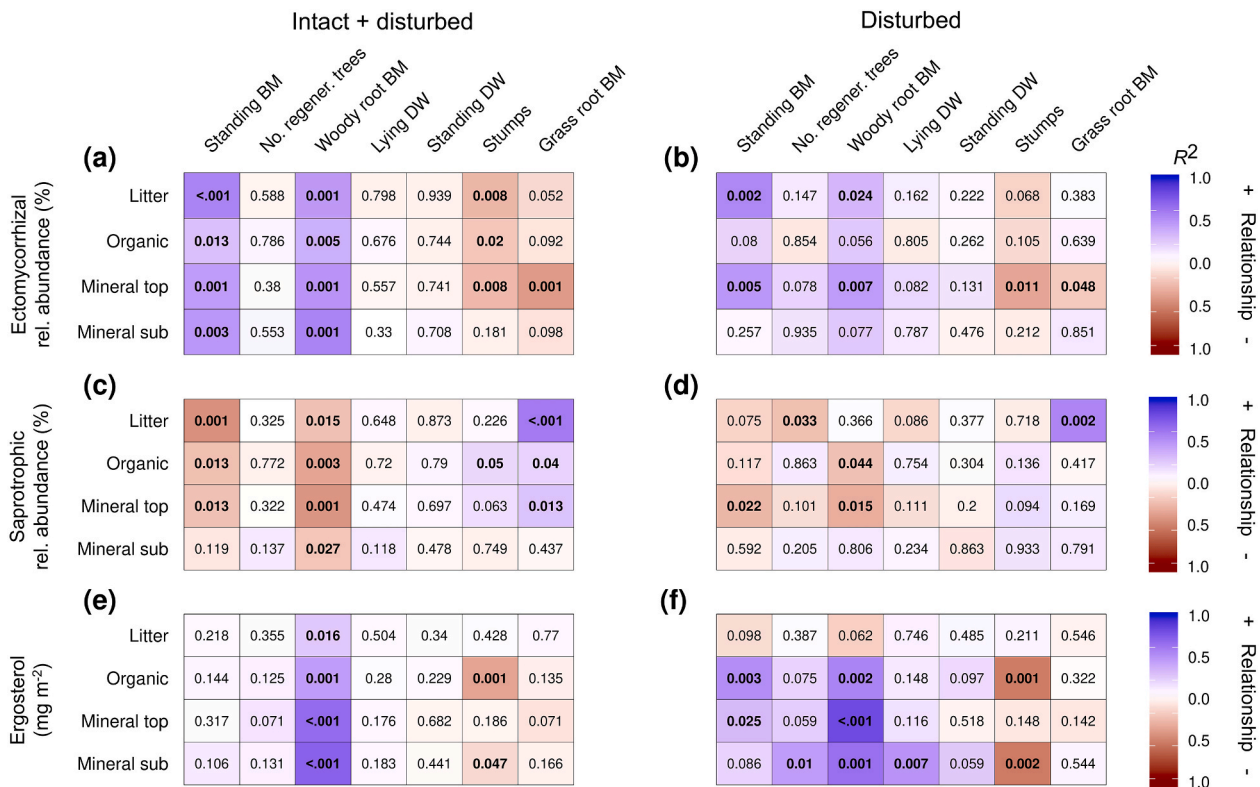 Intact + disturbed
Disturbed
Standing BM
No. regener. trees
Woody root BM
Lying DW
Standing DW
Stumps
Grass root BM
Standing BM
No. regener. trees
Woody root BM
Lying DW
Standing DW
Stumps
Grass root BM
(a)
Ectomycorrhizal
rel. abundance (%)
Litter <.001 0.588 0.001 0.798 0.939 0.008 0.052
Organic 0.013 0.786 0.005 0.676 0.744 0.02 0.092
Mineral top 0.001 0.38 0.001 0.557 0.741 0.008 0.001
Mineral sub 0.003 0.553 0.001 0.33 0.708 0.181 0.098
(b)
0.002 0.147 0.024 0.162 0.222 0.068 0.383
0.08 0.854 0.056 0.805 0.262 0.105 0.639
0.005 0.078 0.007 0.082 0.131 0.011 0.048
0.257 0.935 0.077 0.787 0.476 0.212 0.851
R²
1.0
0.5
0.0
0.5
1.0
- Relationship +
(c)
Saprotrophic
rel. abundance (%)
Litter 0.001 0.325 0.015 0.648 0.873 0.226 <.001
Organic 0.013 0.772 0.003 0.72 0.79 0.05 0.04
Mineral top 0.013 0.322 0.001 0.474 0.697 0.063 0.013
Mineral sub 0.119 0.137 0.027 0.118 0.478 0.749 0.437
(d)
0.075 0.033 0.366 0.086 0.377 0.718 0.002
0.117 0.863 0.044 0.754 0.304 0.136 0.417
0.022 0.101 0.015 0.111 0.2 0.094 0.169
0.592 0.205 0.806 0.234 0.863 0.933 0.791
1.0
0.5
0.0
0.5
1.0
- Relationship +
(e)
Ergosterol
(mg m⁻²)
Litter 0.218 0.355 0.016 0.504 0.34 0.428 0.77
Organic 0.144 0.125 0.001 0.28 0.229 0.001 0.135
Mineral top 0.317 0.071 <.001 0.176 0.682 0.186 0.071
Mineral sub 0.106 0.131 <.001 0.183 0.441 0.047 0.166
(f)
0.098 0.387 0.062 0.746 0.485 0.211 0.546
0.003 0.075 0.002 0.148 0.097 0.001 0.322
0.025 0.059 <.001 0.116 0.518 0.148 0.142
0.086 0.01 0.001 0.007 0.059 0.002 0.544
1.0
0.5
0.0
0.5
1.0
- Relationship +